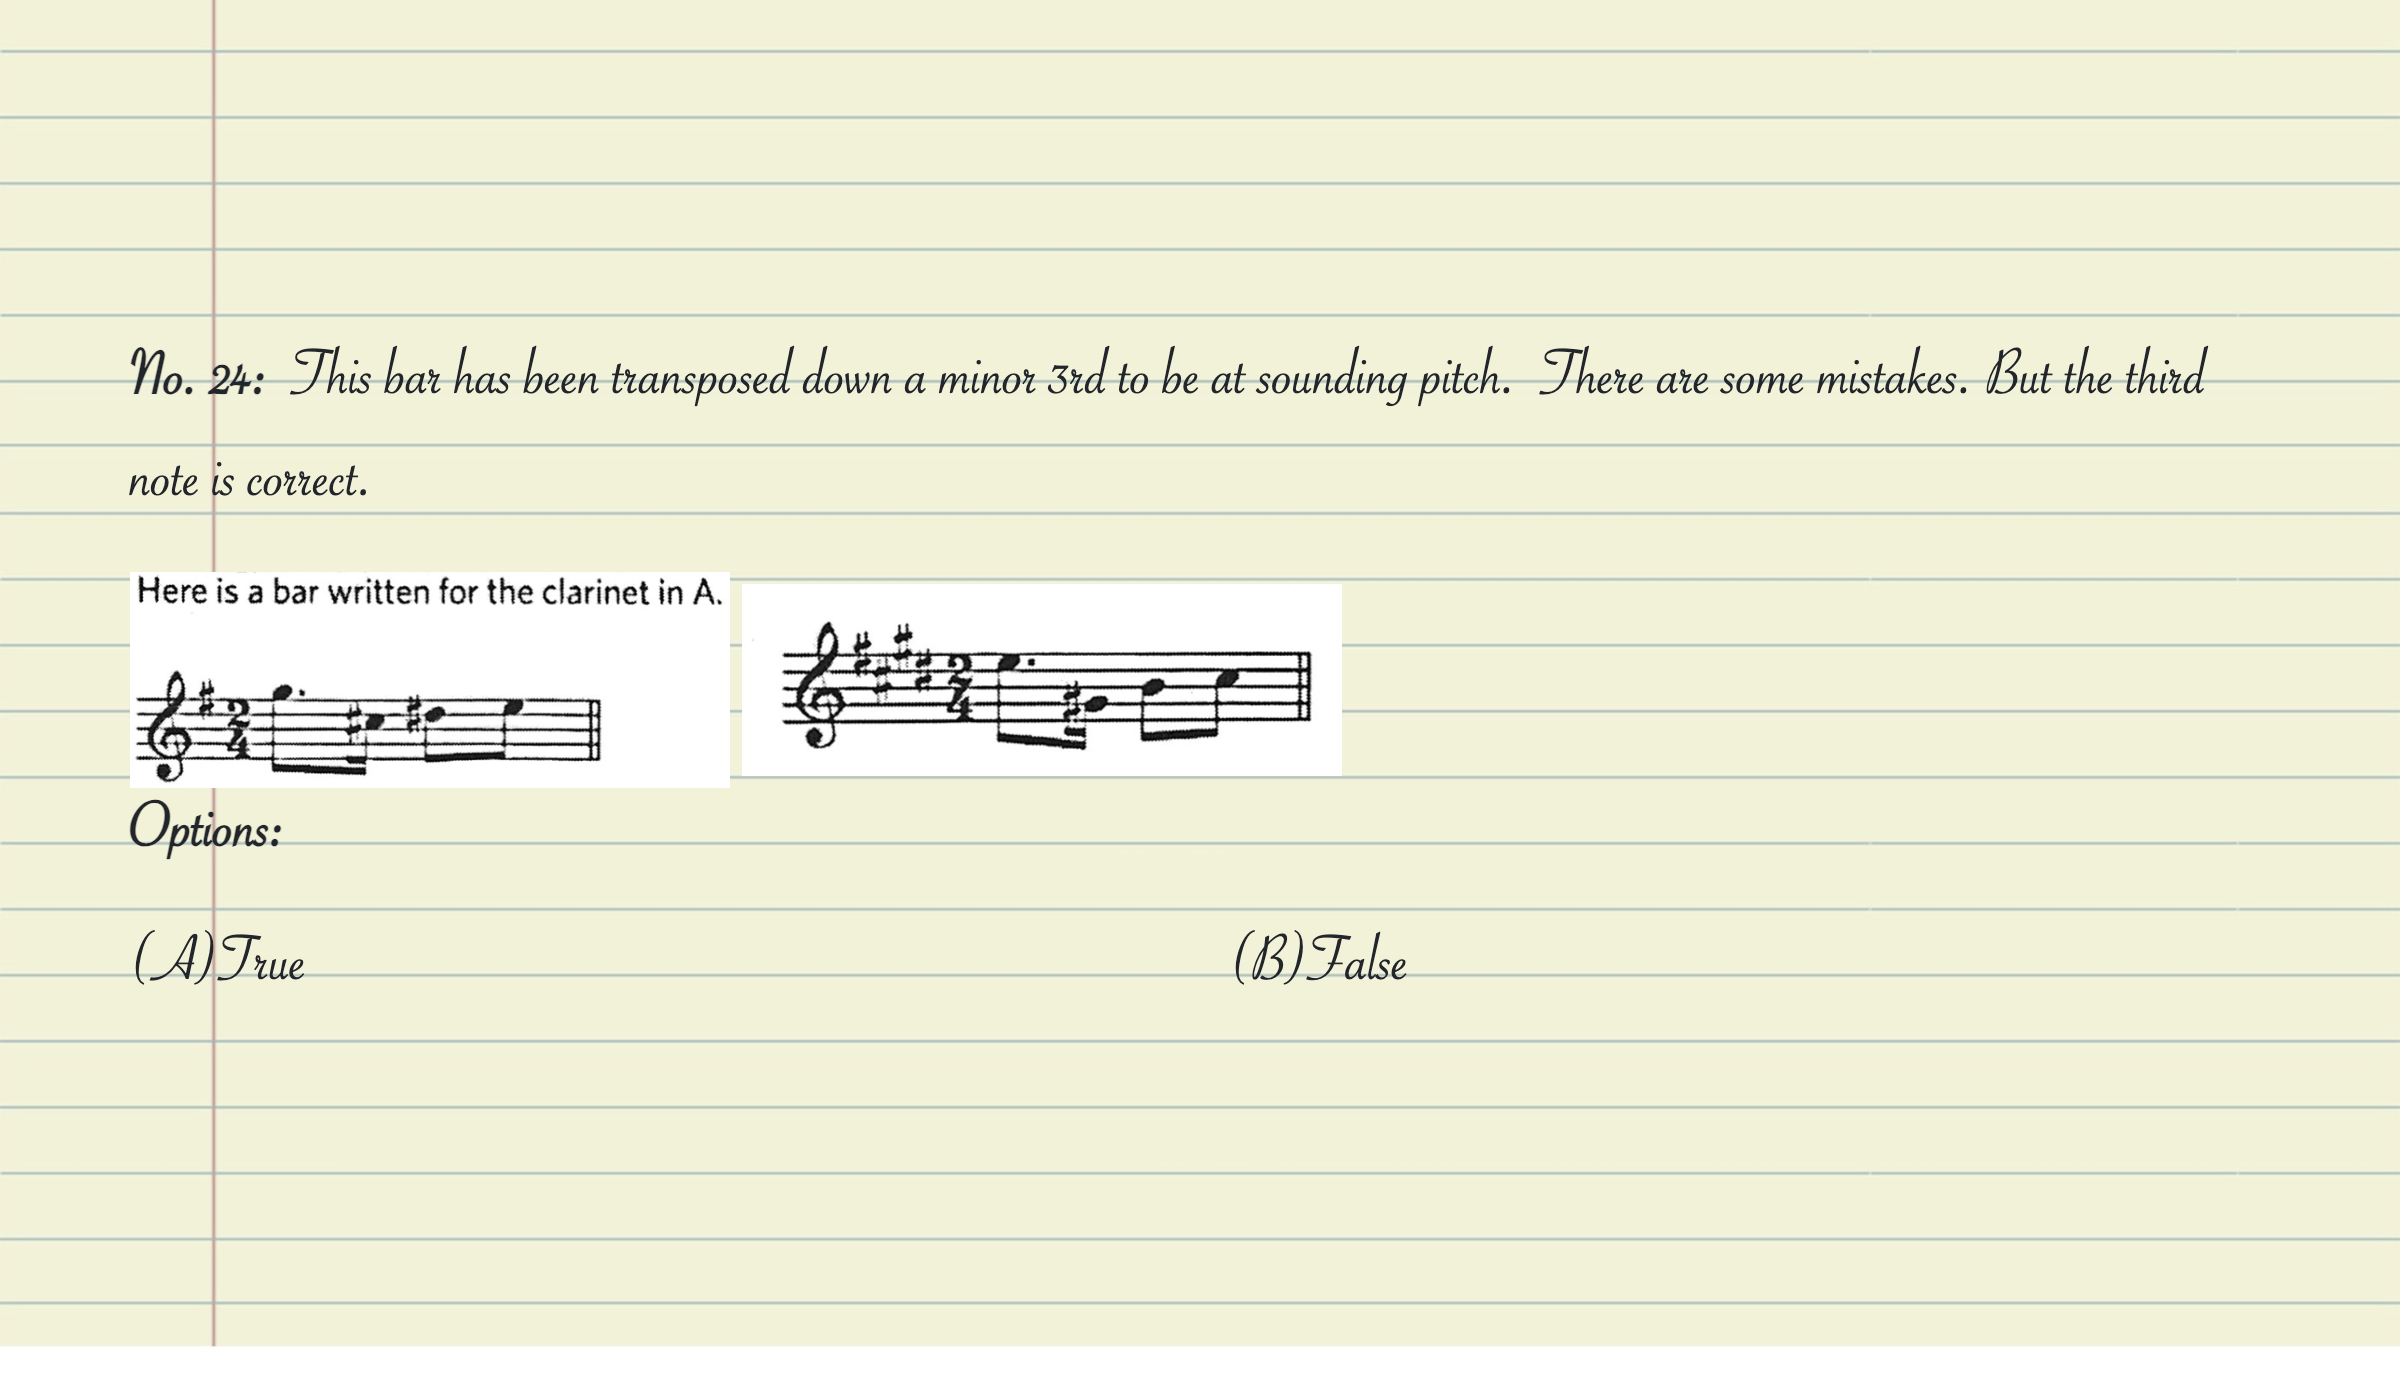 No. 24: This bar has been transposed down a minor 3rd to be at sounding pitch. There are some mistakes. But the third
note is correct.
Here is a bar written for the clarinet in A.
2
4
2
4
Options:
(A)True
(B)False